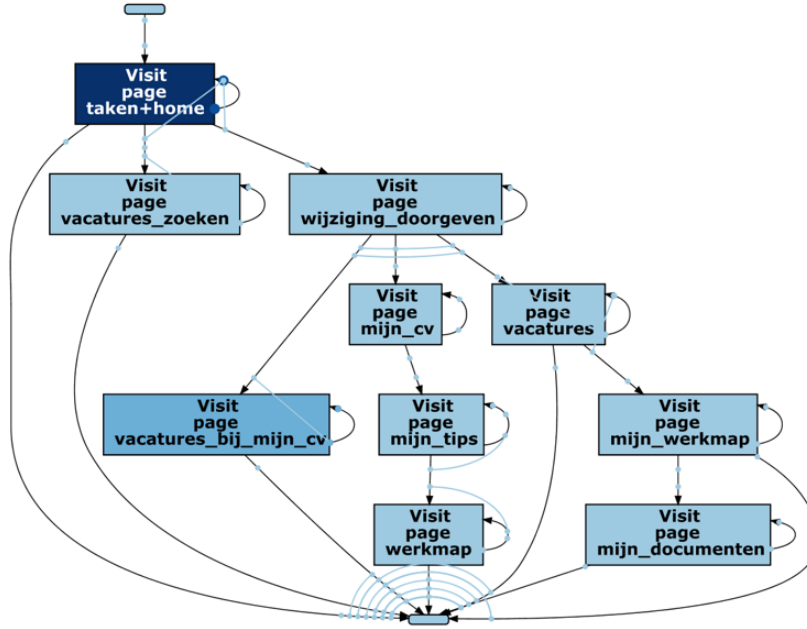 Visit
page
taken+home
Visit
page
vacatures_zoeken
Visit
page
wijziging_doorgeven
Visit
page
mijn_cv
Visit
page
vacatures
Visit
page
vacatures_bij_mijn_cv
Visit
page
mijn_tips
Visit
page
mijn_werkmap
Visit
page
werkmap
Visit
page
mijn_documenten